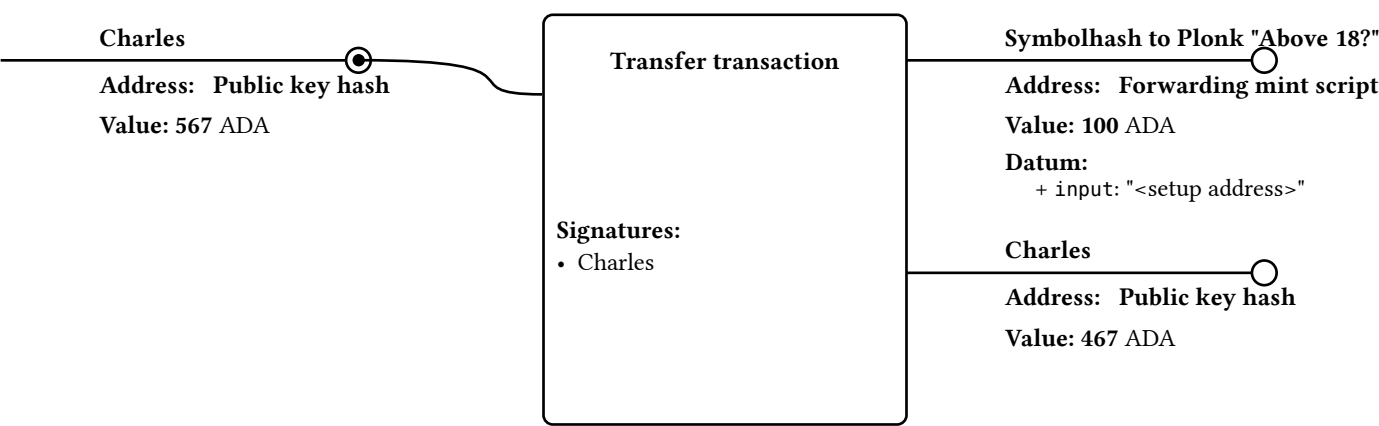 Charles
Address: Public key hash
Value: 567 ADA
Transfer transaction
Signatures:
• Charles
Symbolhash to Plonk "Above 18?"
Address: Forwarding mint script
Value: 100 ADA
Datum:
+ input: "<setup address>"
Charles
Address: Public key hash
Value: 467 ADA